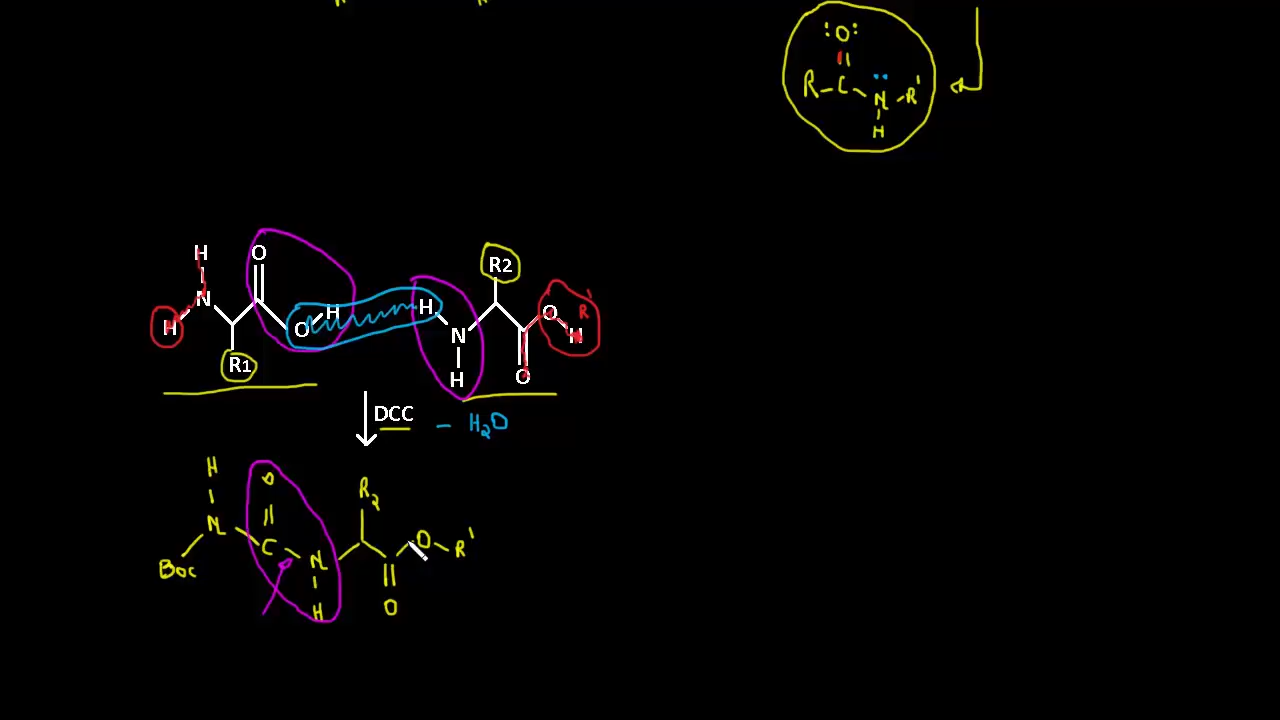 :O:
R-C-N-R'
H
R2
H O
O H H O R'
N H
H O H N
R1 H O
DCC - H2O
H O R2
N C N O-R'
Boc H O